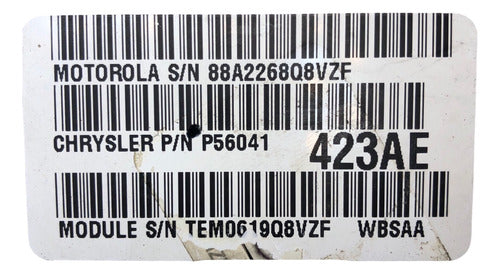 MOTOROLA S/N 88A2268Q8VZF
CHRYSLER P/N P56041 423AE
MODULE S/N TEM0619Q8VZF WBSAA